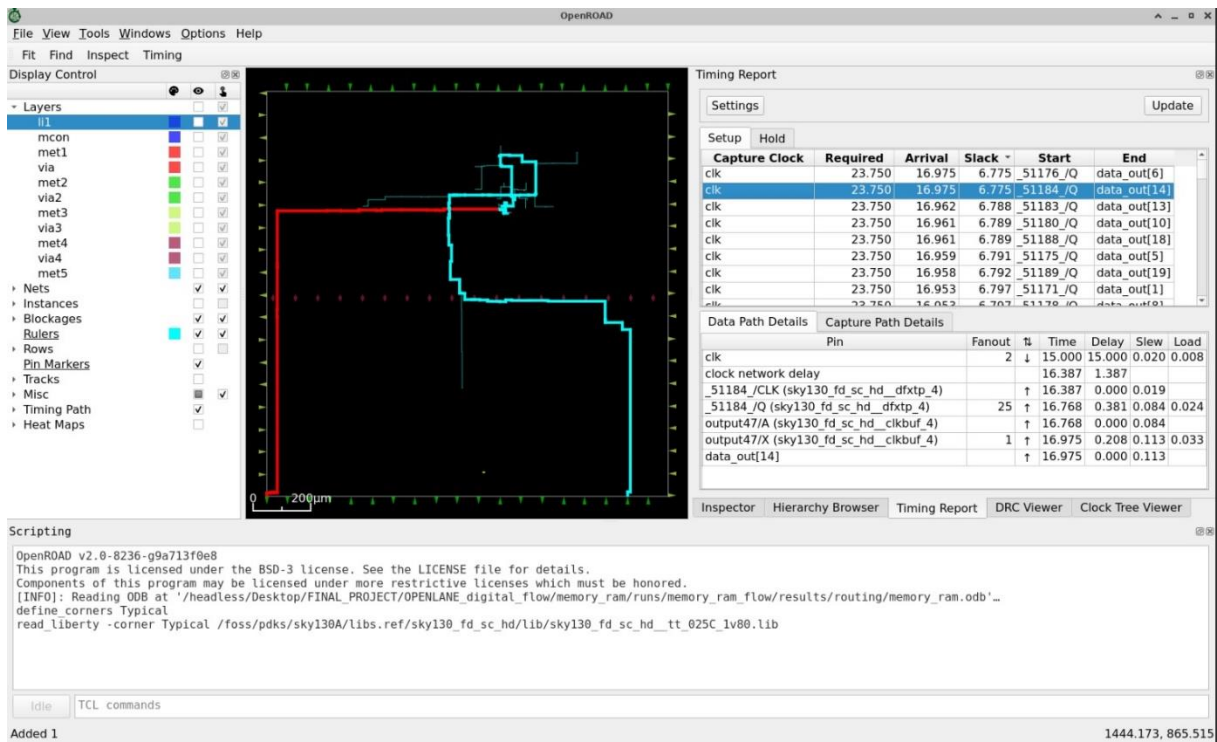 OpenROAD
File View Tools Windows Options Help
Fit Find Inspect Timing
Display Control
Layers
li1
mcon
met1
via
met2
via2
met3
via3
met4
via4
met5
Nets
Instances
Blockages
Rulers
Rows
Pin Markers
Tracks
Misc
Timing Path
Heat Maps
0 200μm
Timing Report
Settings Update
Setup Hold
Capture Clock Required Arrival Slack Start End
clk 23.750 16.975 6.775 _51176_/Q data_out[6]
clk 23.750 16.975 6.775 _51184_/Q data_out[14]
clk 23.750 16.962 6.788 _51183_/Q data_out[13]
clk 23.750 16.961 6.789 _51180_/Q data_out[10]
clk 23.750 16.961 6.789 _51188_/Q data_out[18]
clk 23.750 16.959 6.791 _51175_/Q data_out[5]
clk 23.750 16.958 6.792 _51189_/Q data_out[19]
clk 23.750 16.953 6.797 _51171_/Q data_out[1]
clk 23.750 16.953 6.797 _51178_/Q data_out[8]
Data Path Details Capture Path Details
Pin Fanout ⇅ Time Delay Slew Load
clk 2 ↓ 15.000 15.000 0.020 0.008
clock network delay 16.387 1.387
_51184_/CLK (sky130_fd_sc_hd__dfxtp_4) ↑ 16.387 0.000 0.019
_51184_/Q (sky130_fd_sc_hd__dfxtp_4) 25 ↑ 16.768 0.381 0.084 0.024
output47/A (sky130_fd_sc_hd__clkbuf_4) ↑ 16.768 0.000 0.084
output47/X (sky130_fd_sc_hd__clkbuf_4) 1 ↑ 16.975 0.208 0.113 0.033
data_out[14] ↑ 16.975 0.000 0.113
Inspector Hierarchy Browser Timing Report DRC Viewer Clock Tree Viewer
Scripting
OpenROAD v2.0-8236-g9a713f0e8
This program is licensed under the BSD-3 license. See the LICENSE file for details.
Components of this program may be licensed under more restrictive licenses which must be honored.
[INFO]: Reading ODB at '/headless/Desktop/FINAL_PROJECT/OPENLANE_digital_flow/memory_ram/runs/memory_ram_flow/results/routing/memory_ram.odb'…
define_corners Typical
read_liberty -corner Typical /foss/pdks/sky130A/libs.ref/sky130_fd_sc_hd/lib/sky130_fd_sc_hd__tt_025C_1v80.lib
Idle TCL commands
Added 1 1444.173, 865.515